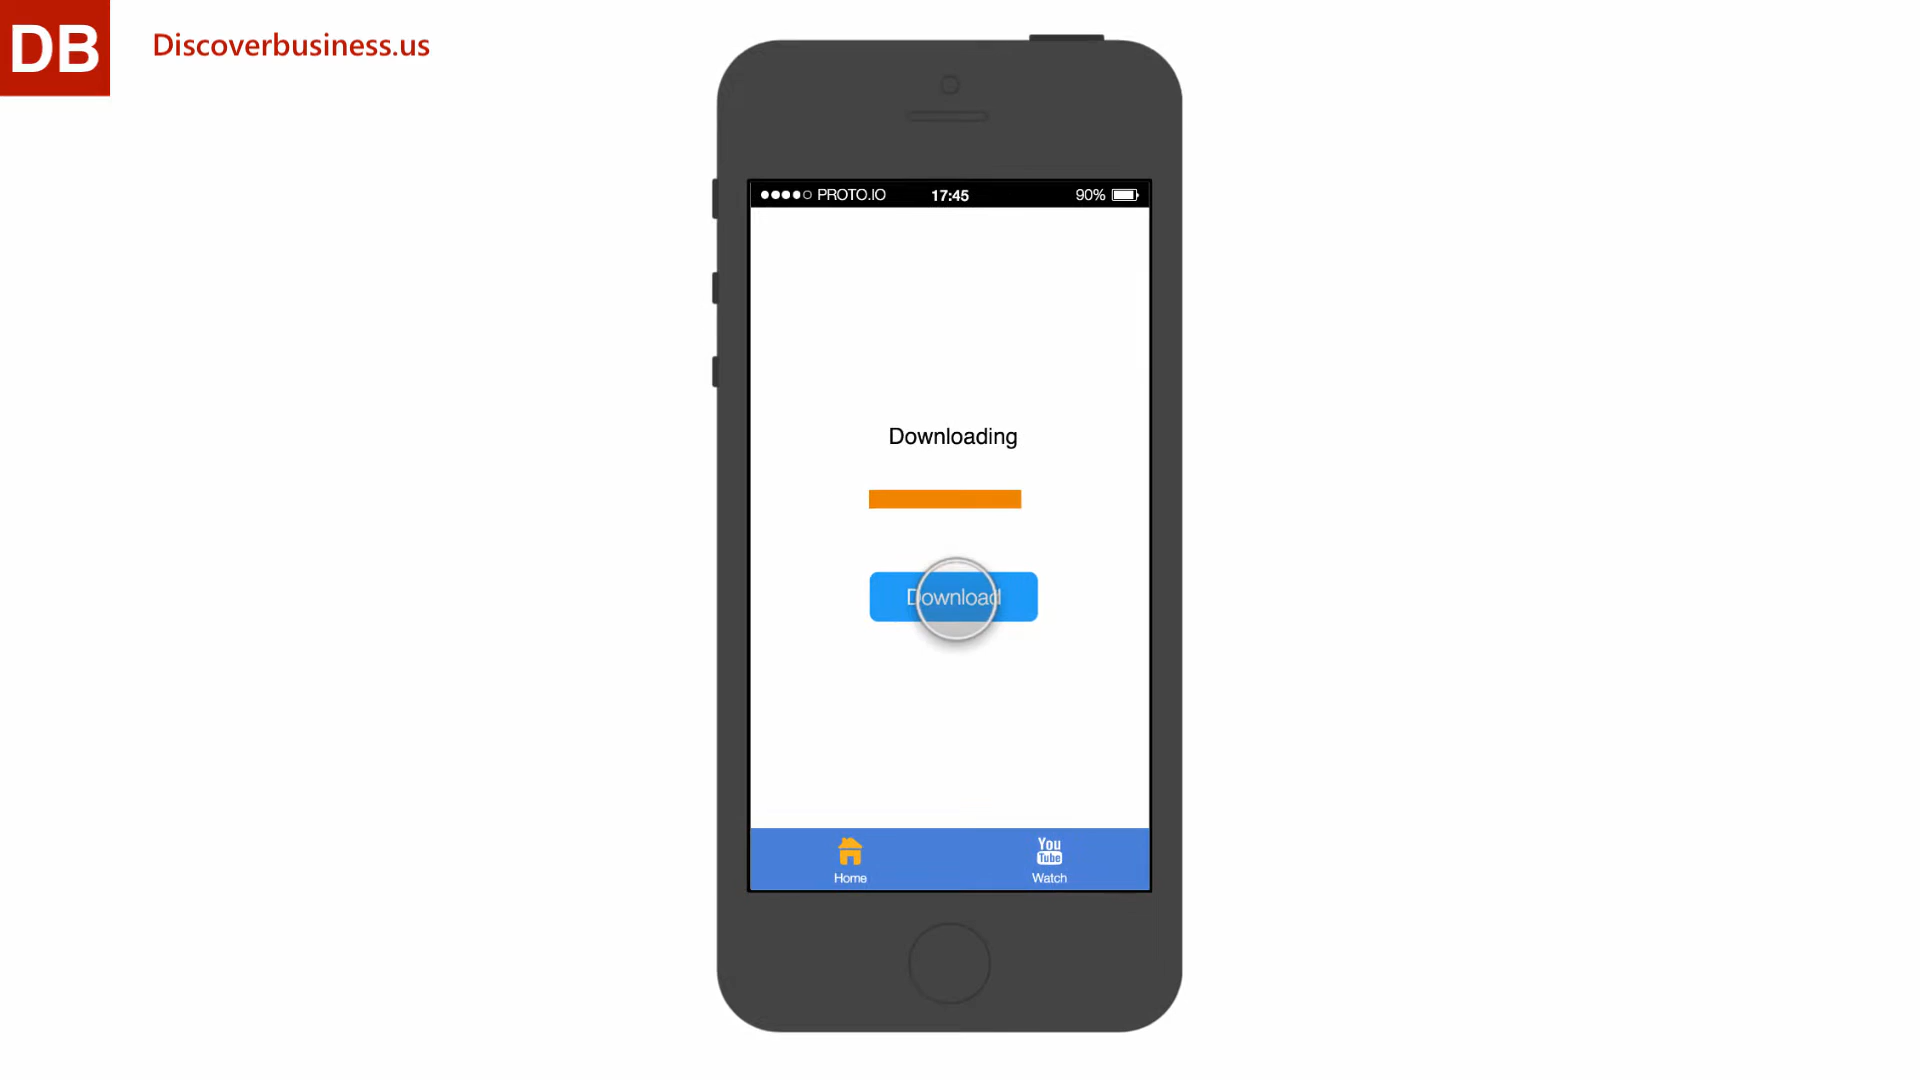 DB
Discoverbusiness.us
PROTO.IO
17:45
90%
Downloading
Download
You
Tube
Home
Watch